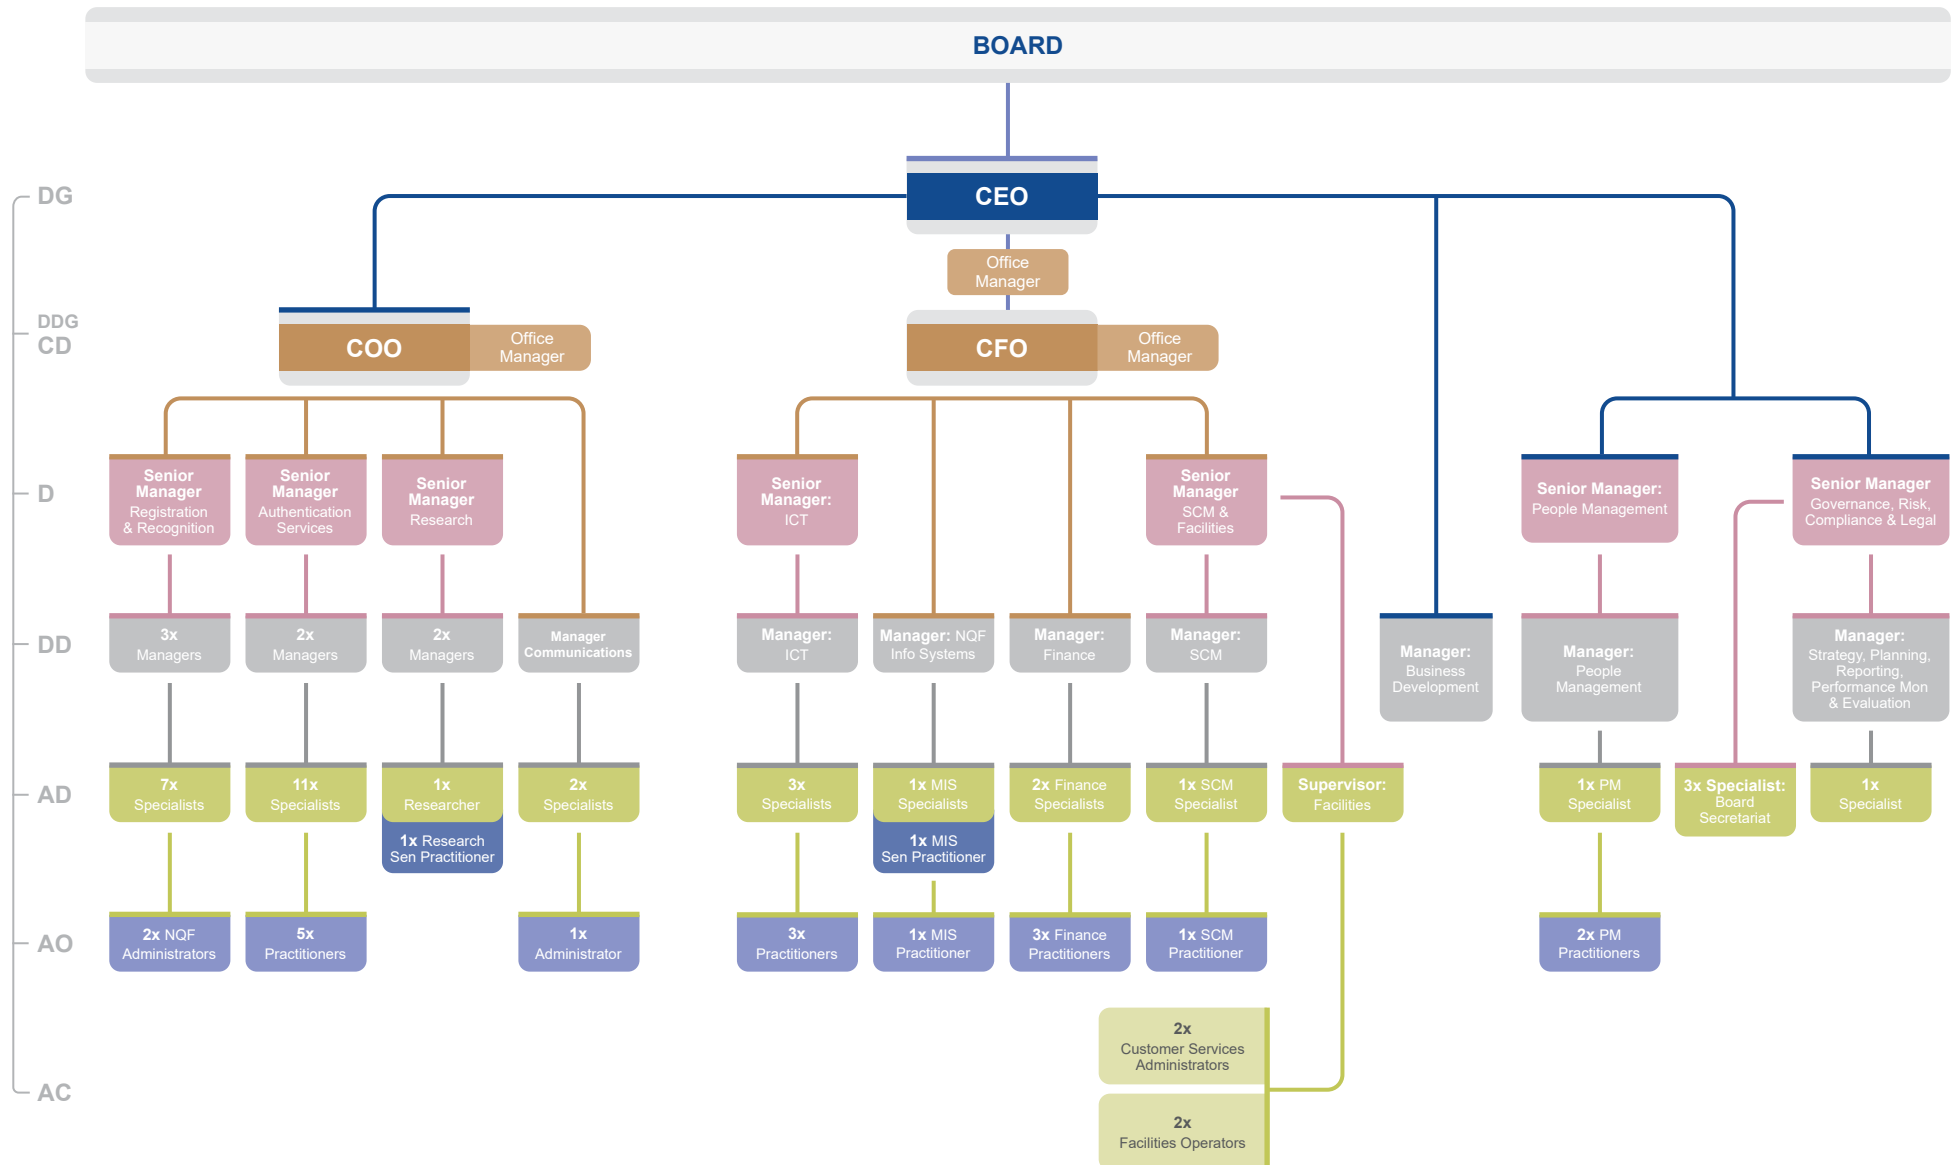 BOARD
DG
CEO
Office
Manager
DDG
CD
COO
Office
Manager
CFO
Office
Manager
D
Senior
Manager
Registration
& Recognition
Senior
Manager
Authentication
Services
Senior
Manager
Research
Senior
Manager:
ICT
Senior
Manager
SCM &
Facilities
Senior Manager:
People Management
Senior Manager
Governance, Risk,
Compliance & Legal
DD
3x
Managers
2x
Managers
2x
Managers
Manager
Communications
Manager:
ICT
Manager: NQF
Info Systems
Manager:
Finance
Manager:
SCM
Manager:
Business
Development
Manager:
People
Management
Manager:
Strategy, Planning,
Reporting,
Performance Mon
& Evaluation
AD
7x
Specialists
11x
Specialists
1x
Researcher
1x Research
Sen Practitioner
2x
Specialists
3x
Specialists
1x MIS
Specialists
1x MIS
Sen Practitioner
2x Finance
Specialists
1x SCM
Specialist
Supervisor:
Facilities
1x PM
Specialist
3x Specialist:
Board
Secretariat
1x
Specialist
AO
2x NQF
Administrators
5x
Practitioners
1x
Administrator
3x
Practitioners
1x MIS
Practitioner
3x Finance
Practitioners
1x SCM
Practitioner
2x PM
Practitioners
AC
2x
Customer Services
Administrators
2x
Facilities Operators